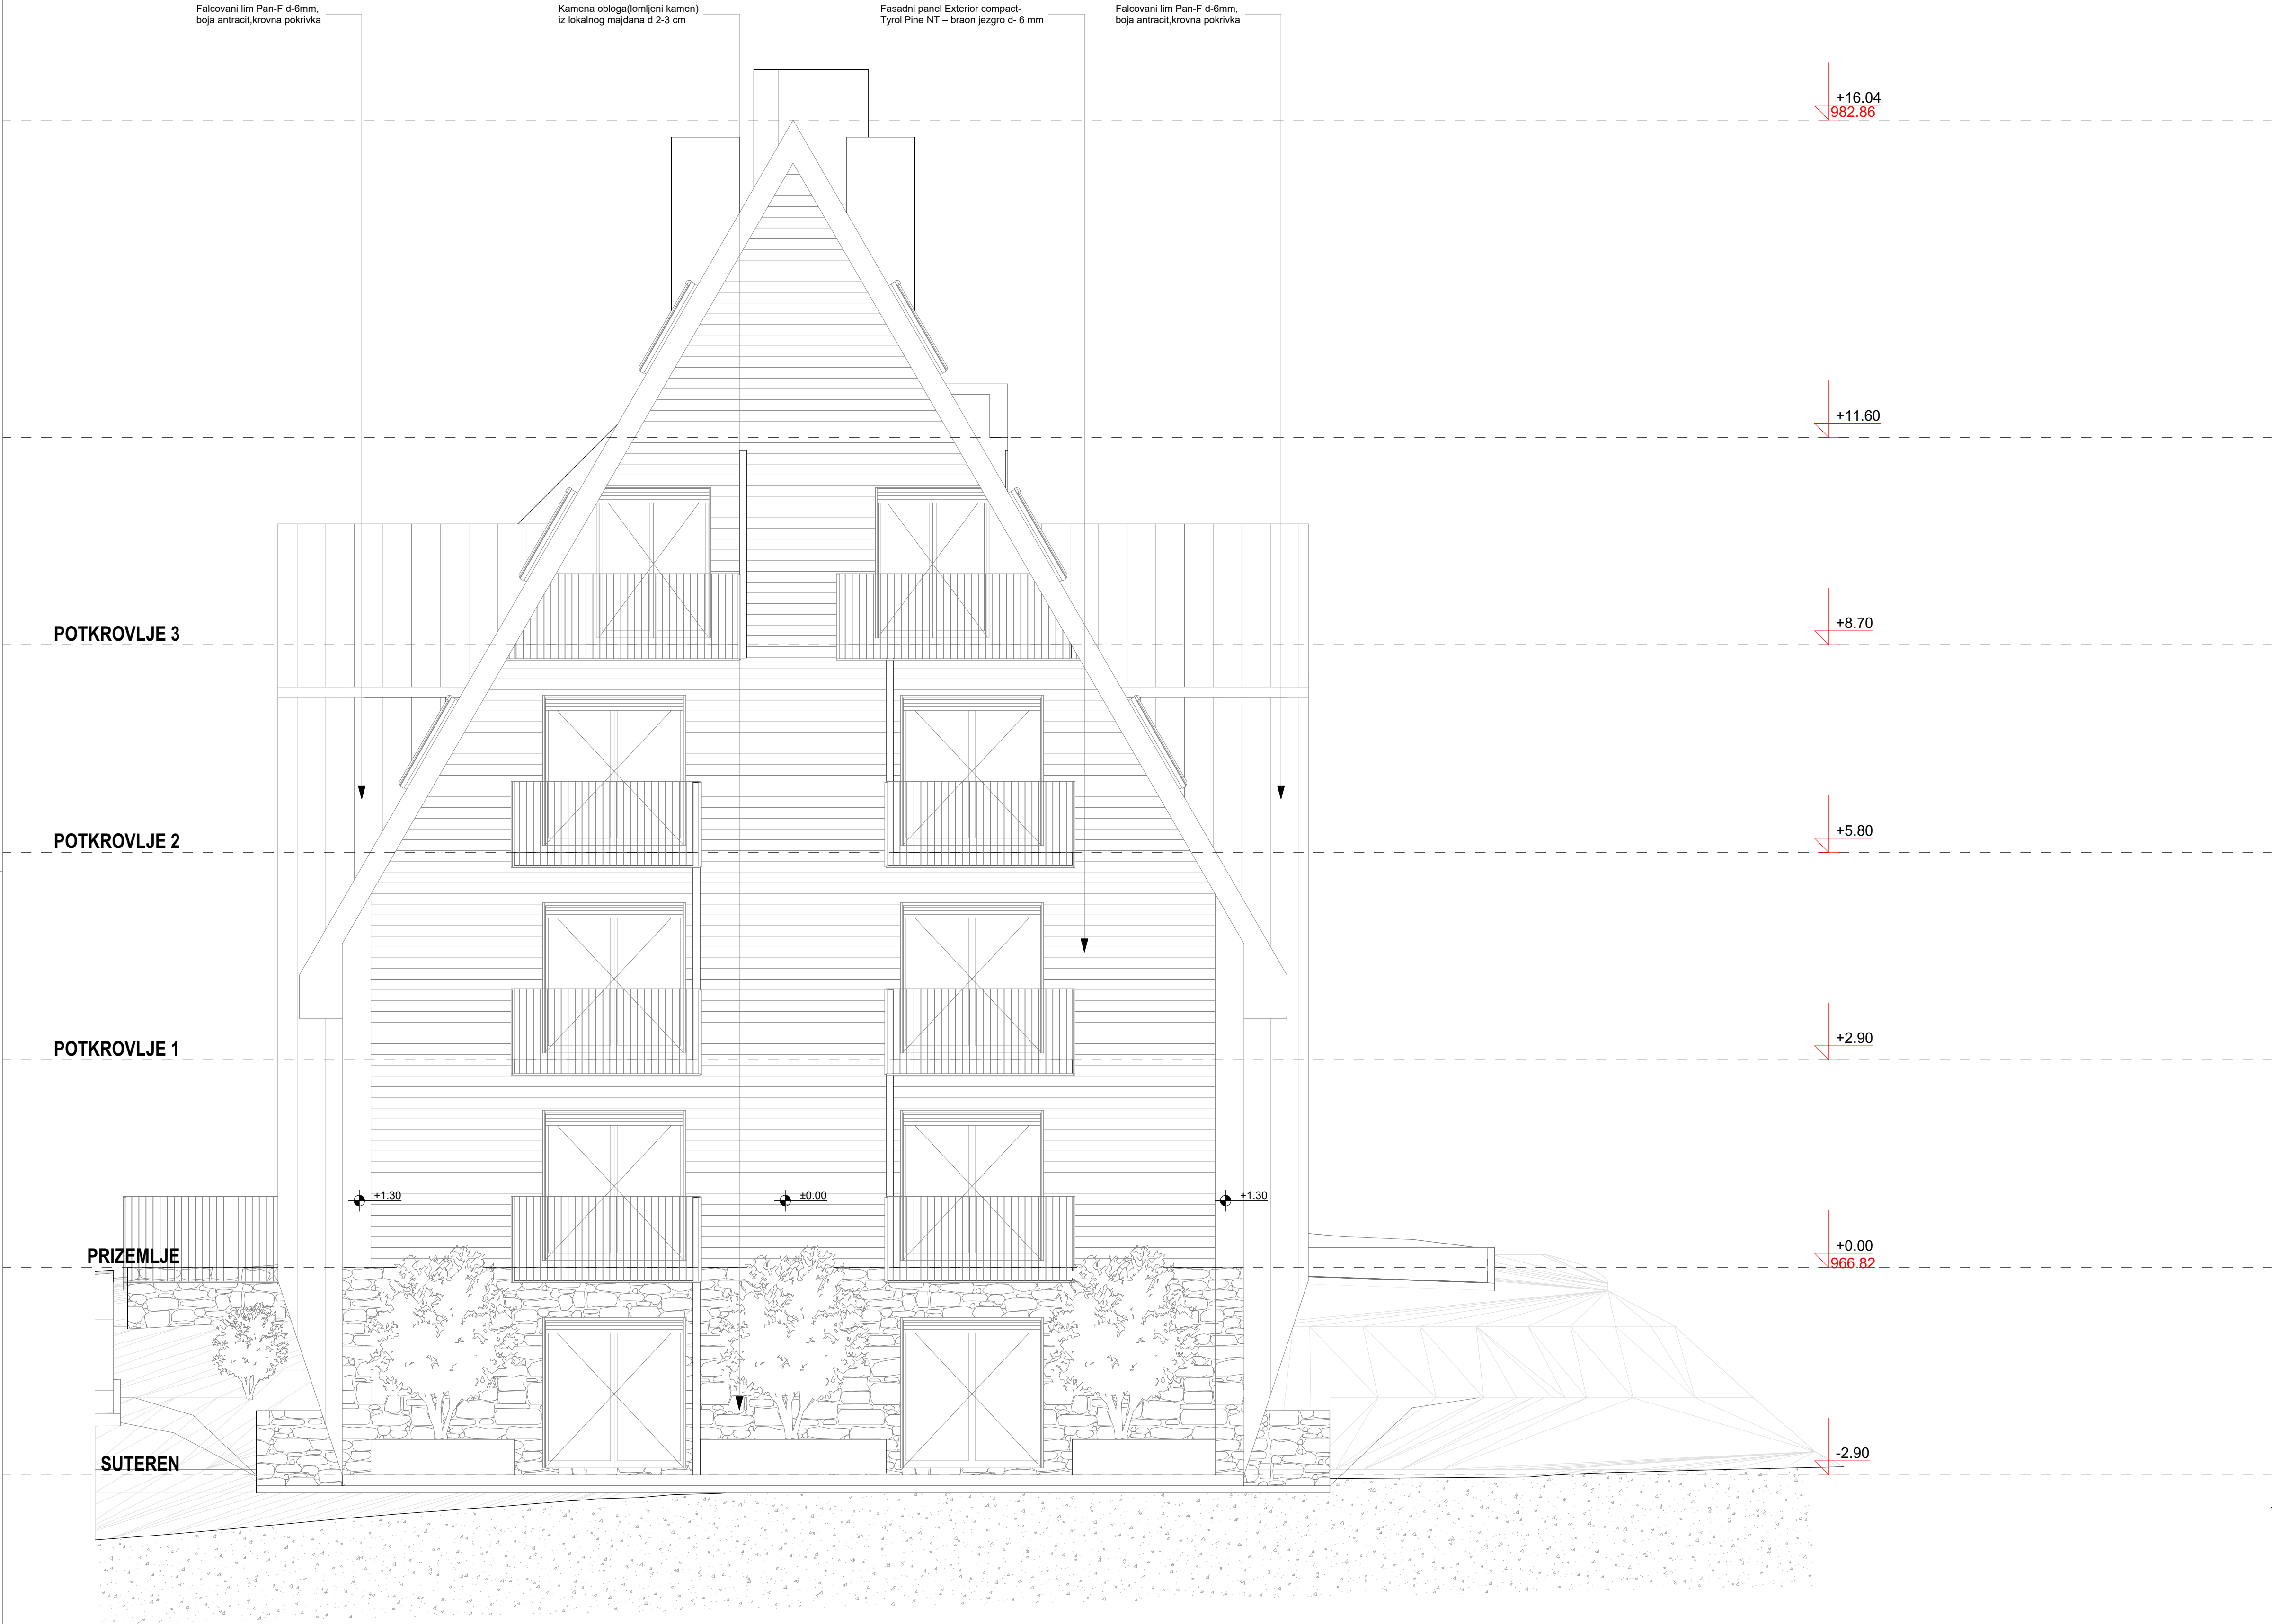 Falcovani lim Pan-F d-6mm,
boja antracit,krovna pokrivka
Kamena obloga(lomljeni kamen)
iz lokalnog majdana d 2-3 cm
Fasadni panel Exterior compact-
Tyrol Pine NT – braon jezgro d- 6 mm
Falcovani lim Pan-F d-6mm,
boja antracit,krovna pokrivka
+16.04
982.86
+11.60
POTKROVLJE 3
+8.70
POTKROVLJE 2
+5.80
POTKROVLJE 1
+2.90
+1.30
±0.00
+1.30
PRIZEMLJE
+0.00
966.82
SUTEREN
-2.90